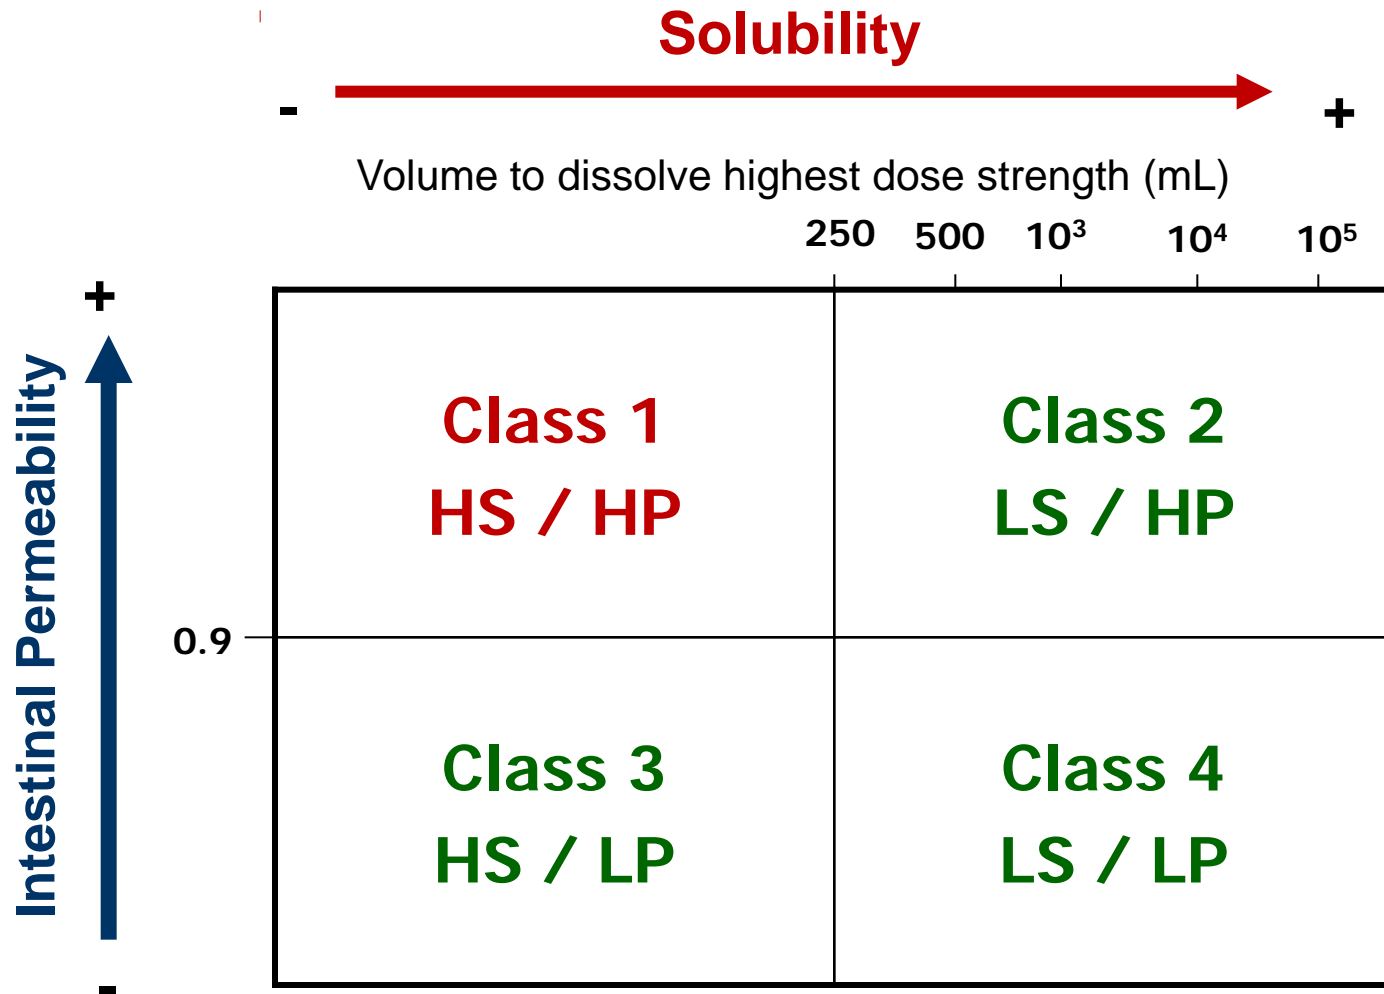 Solubility
-
+
Volume to dissolve highest dose strength (mL)
250 500 10³ 10⁴ 10⁵
+
Intestinal Permeability
Class 1
HS / HP
Class 2
LS / HP
0.9
Class 3
HS / LP
Class 4
LS / LP
-